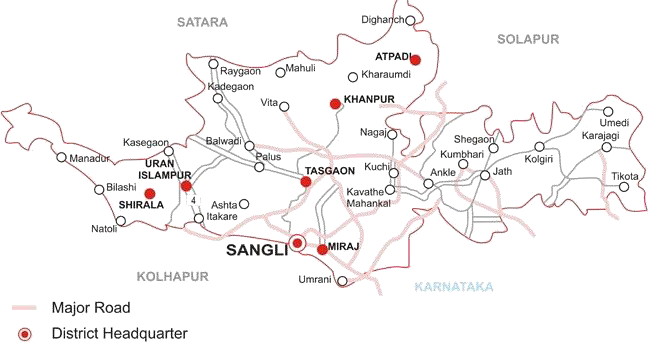 Dighanch
SATARA
SOLAPUR
ATPADI
Raygaon
Mahuli
Kharaumdi
Kadegaon
Vita
KHANPUR
Umedi
Nagaj
Shegaon
Karajagi
Kasegaon
Balwadi
Kumbhari
Kolgiri
Manadur
URAN
ISLAMPUR
Palus
TASGAON
Kuchi
Ankle
Jath
Tikota
Bilashi
SHIRALA
4
Ashta
Itakare
Kavathe
Mahankal
Natoli
SANGLI
MIRAJ
KOLHAPUR
Umrani
KARNATAKA
Major Road
District Headquarter